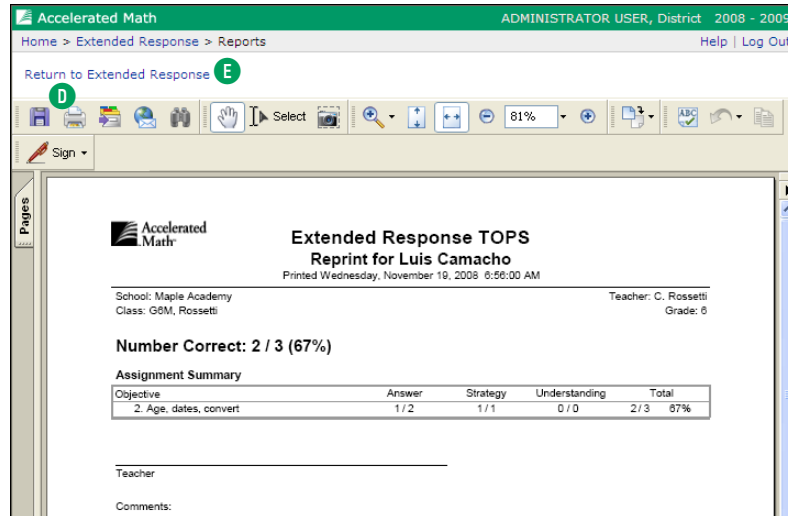 Accelerated Math ADMINISTRATOR USER, District 2008 - 2009
Home > Extended Response > Reports Help | Log Out
Return to Extended Response E
D
Select 81% ABC
Sign
Pages
Accelerated
Math
Extended Response TOPS
Reprint for Luis Camacho
Printed Wednesday, November 19, 2008 6:56:00 AM
School: Maple Academy Teacher: C. Rossetti
Class: G6M, Rossetti Grade: 6
Number Correct: 2 / 3 (67%)
Assignment Summary
Objective Answer Strategy Understanding Total
2. Age, dates, convert 1 / 2 1 / 1 0 / 0 2 / 3 67%
Teacher
Comments: